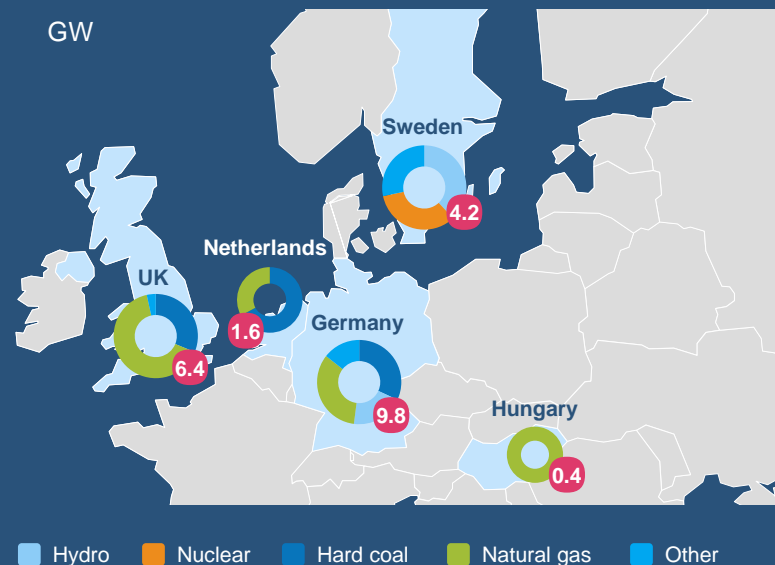 GW
Sweden
4.2
Netherlands
1.6
UK
6.4
Germany
9.8
Hungary
0.4
Hydro Nuclear Hard coal Natural gas Other